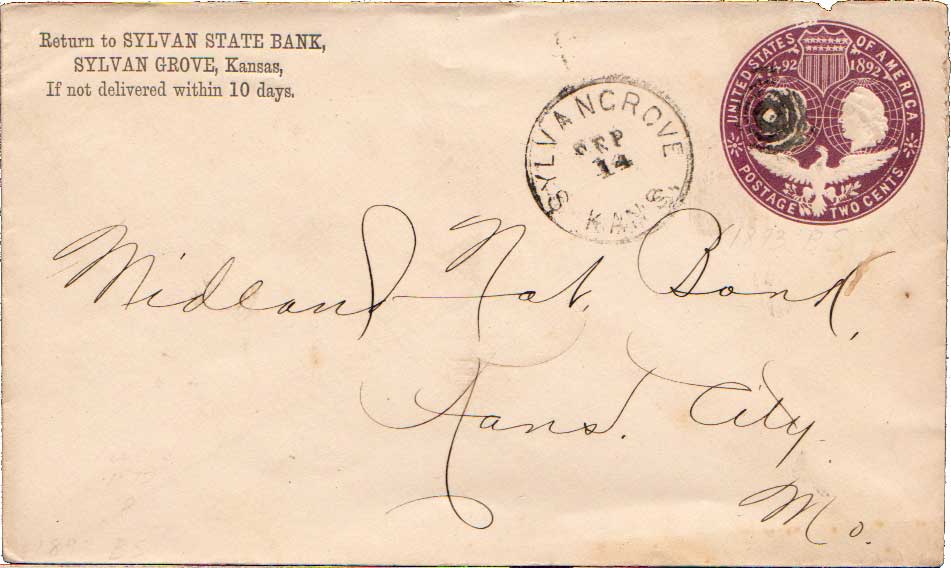 Return to SYLVAN STATE BANK,
SYLVAN GROVE, Kansas,
If not delivered within 10 days.
SYLVAN GROVE
SEP
14
KANS
UNITED STATES OF AMERICA
92 1892
POSTAGE TWO CENTS
Midland Nat. Bank,
Kans. City.
Mo.